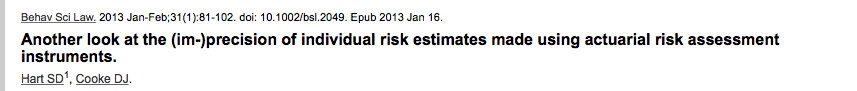 Behav Sci Law. 2013 Jan-Feb;31(1):81-102. doi: 10.1002/bsl.2049. Epub 2013 Jan 16.
Another look at the (im-)precision of individual risk estimates made using actuarial risk assessment
instruments.
Hart SD1, Cooke DJ.